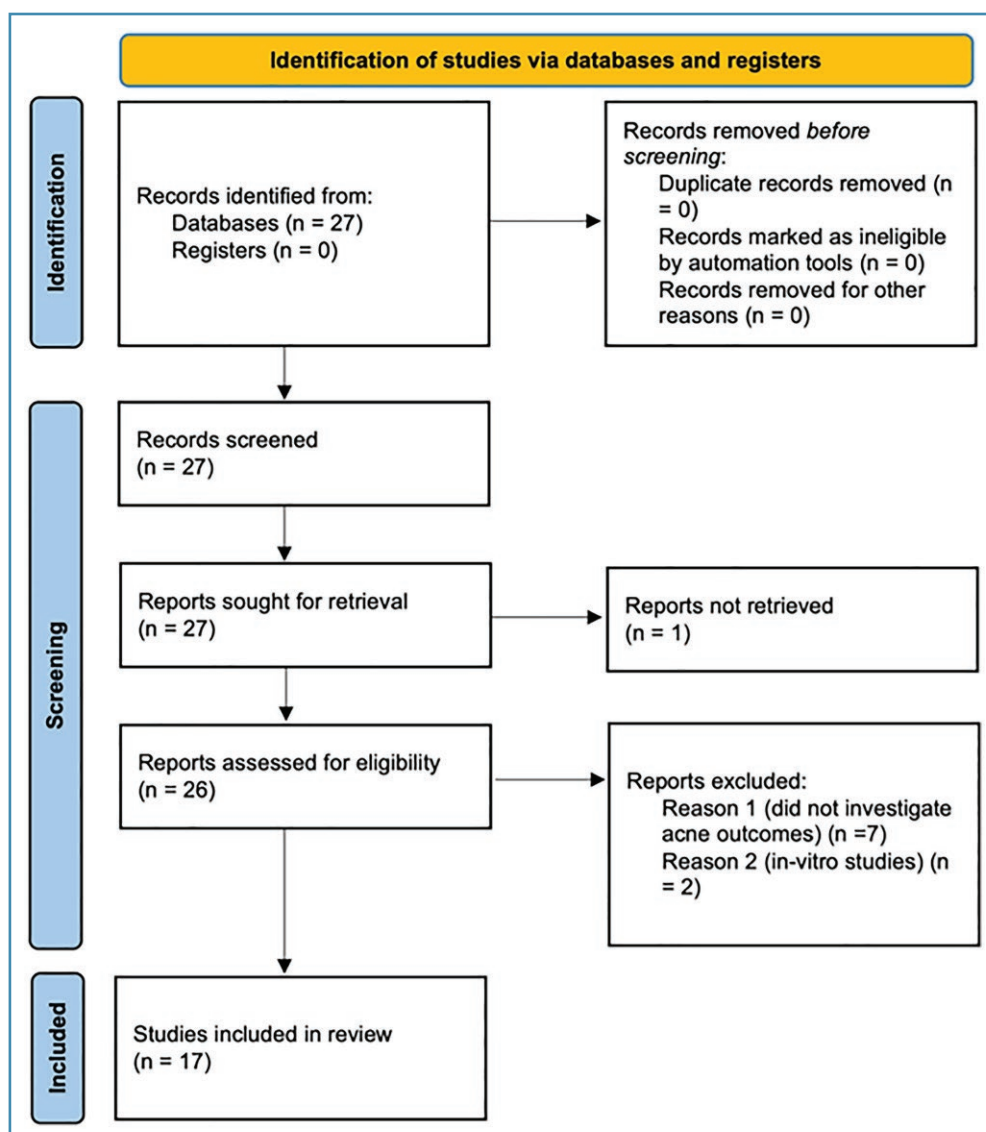 Identification of studies via databases and registers
Identification
Records identified from:
Databases (n = 27)
Registers (n = 0)
Records removed before
screening:
Duplicate records removed (n
= 0)
Records marked as ineligible
by automation tools (n = 0)
Records removed for other
reasons (n = 0)
Screening
Records screened
(n = 27)
Reports sought for retrieval
(n = 27)
Reports not retrieved
(n = 1)
Reports assessed for eligibility
(n = 26)
Reports excluded:
Reason 1 (did not investigate
acne outcomes) (n =7)
Reason 2 (in-vitro studies) (n
= 2)
Included
Studies included in review
(n = 17)